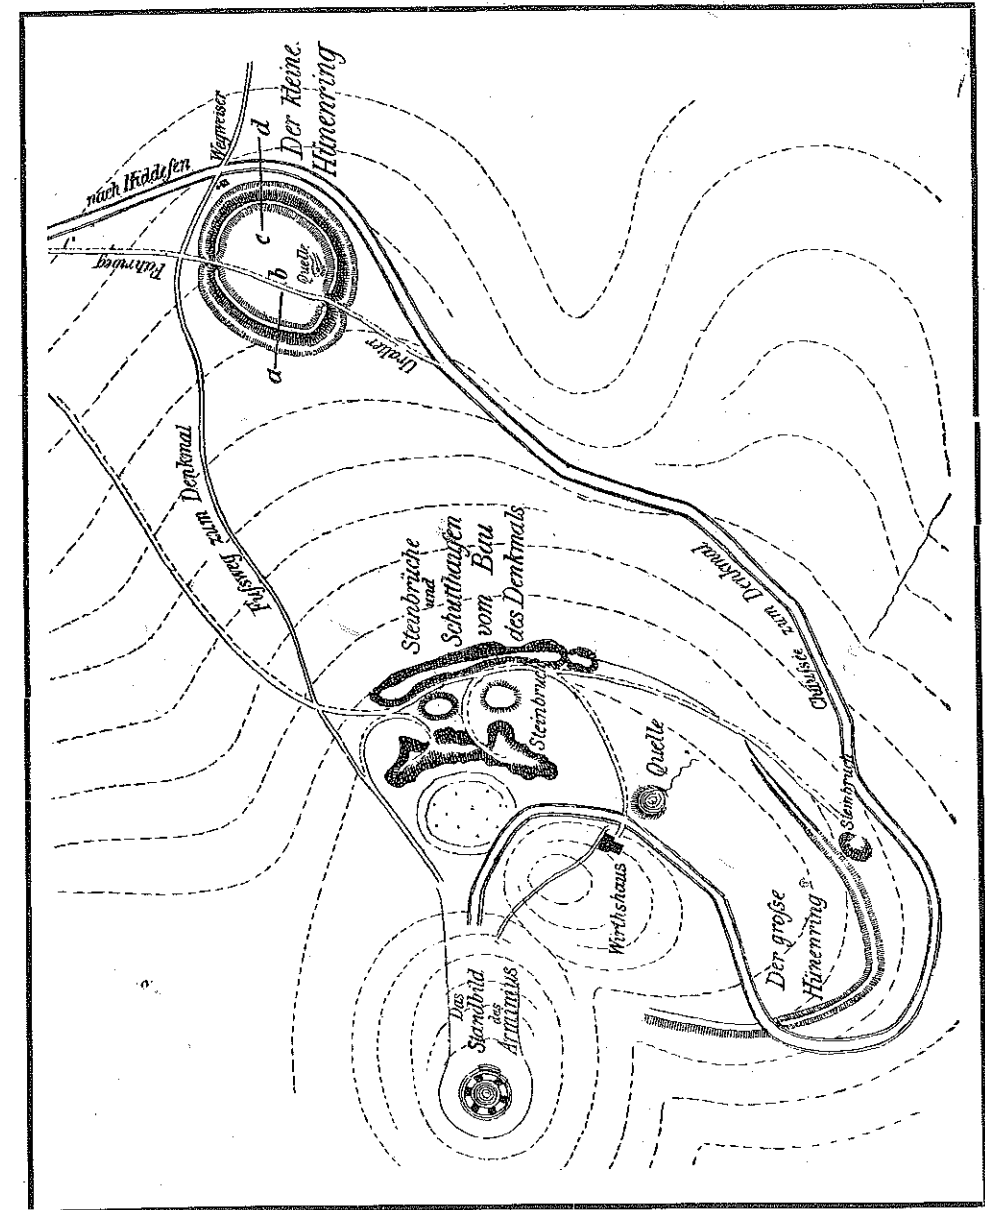 nach Hiddesen
Wegweiser
Der kleine
Hünenring
a
b
c
d
Quelle
Uralter
Fahrweg
Fußweg zum Denkmal
Steinbrüche
und
Schutthaufen
vom Bau
des Denkmals
Steinbruch
Chaussée zum Denkmal
Quelle
Wirthshaus
Steinbruch
Der große
Hünenring
Das
Standbild
des
Arminius